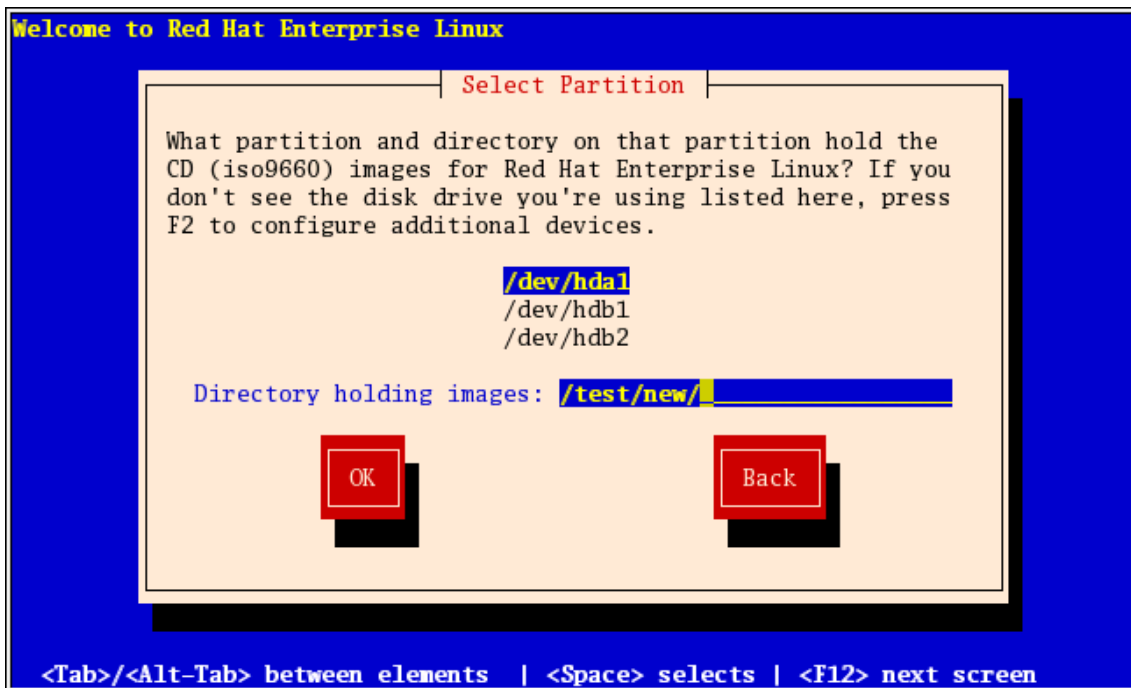 Welcome to Red Hat Enterprise Linux
Select Partition
What partition and directory on that partition hold the
CD (iso9660) images for Red Hat Enterprise Linux? If you
don't see the disk drive you're using listed here, press
F2 to configure additional devices.
/dev/hda1
/dev/hdb1
/dev/hdb2
Directory holding images: /test/new/
OK Back
<Tab>/<Alt-Tab> between elements | <Space> selects | <F12> next screen